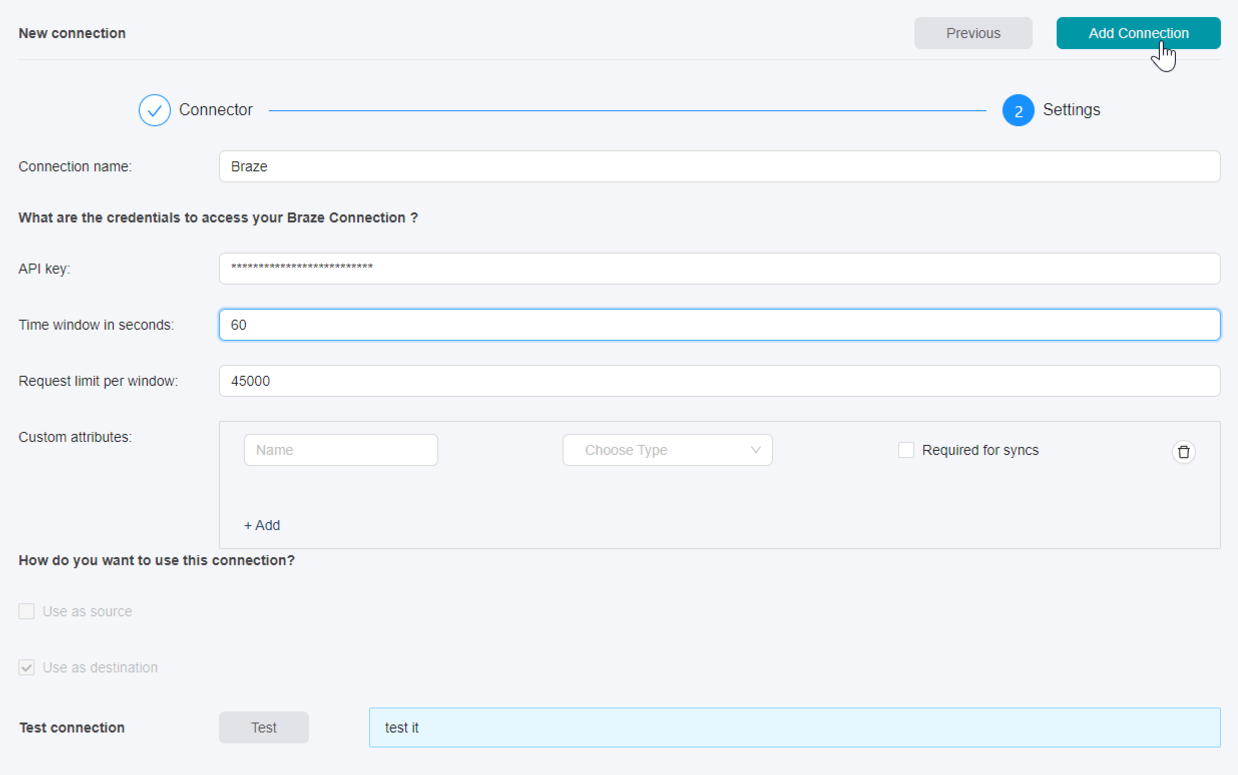 New connection
Previous
Add Connection
Connector
2 Settings
Connection name: Braze
What are the credentials to access your Braze Connection ?
API key: **************************
Time window in seconds: 60
Request limit per window: 45000
Custom attributes: Name Choose Type Required for syncs
+ Add
How do you want to use this connection?
Use as source
Use as destination
Test connection Test test it